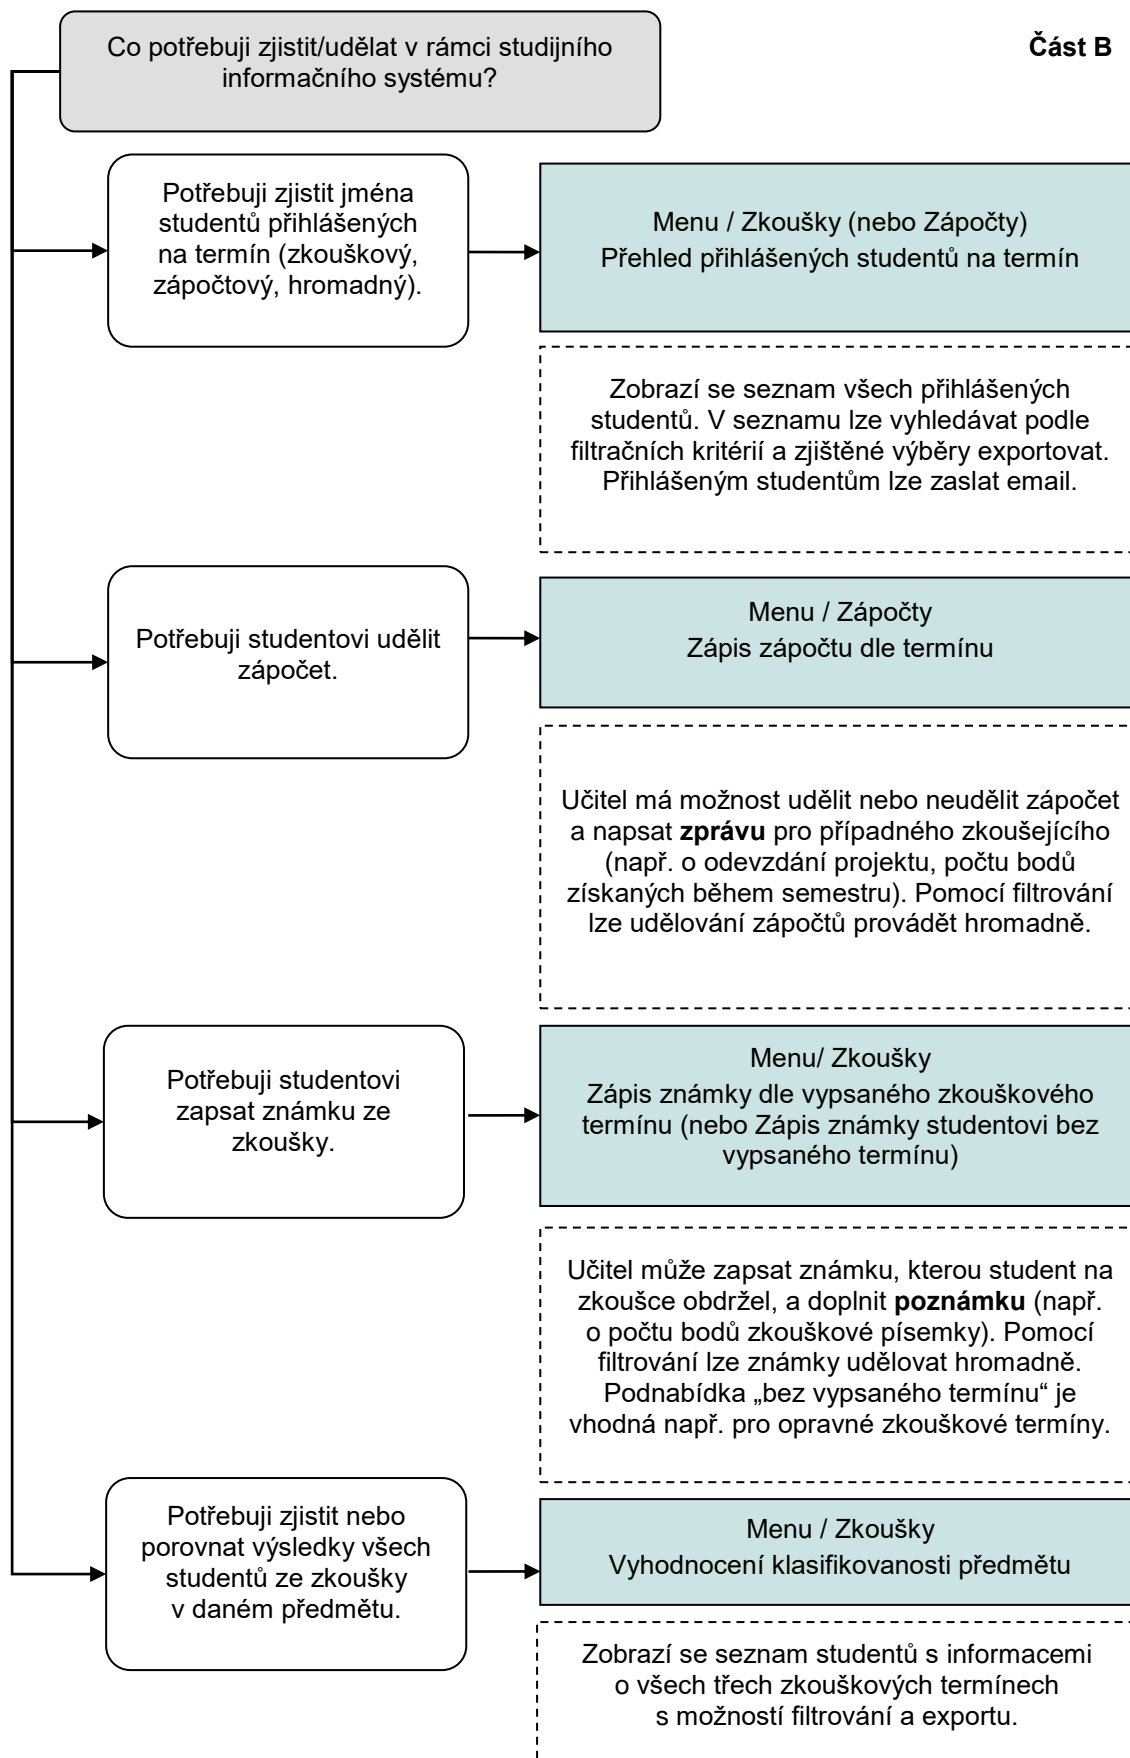 Co potřebuji zjistit/udělat v rámci studijního
informačního systému?
Část B
Potřebuji zjistit jména
studentů přihlášených
na termín (zkouškový,
zápočtový, hromadný).
Menu / Zkoušky (nebo Zápočty)
Přehled přihlášených studentů na termín
Zobrazí se seznam všech přihlášených
studentů. V seznamu lze vyhledávat podle
filtračních kritérií a zjištěné výběry exportovat.
Přihlášeným studentům lze zaslat email.
Potřebuji studentovi udělit
zápočet.
Menu / Zápočty
Zápis zápočtu dle termínu
Učitel má možnost udělit nebo neudělit zápočet
a napsat zprávu pro případného zkoušejícího
(např. o odevzdání projektu, počtu bodů
získaných během semestru). Pomocí filtrování
lze udělování zápočtů provádět hromadně.
Potřebuji studentovi
zapsat známku ze
zkoušky.
Menu/ Zkoušky
Zápis známky dle vypsaného zkouškového
termínu (nebo Zápis známky studentovi bez
vypsaného termínu)
Učitel může zapsat známku, kterou student na
zkoušce obdržel, a doplnit poznámku (např.
o počtu bodů zkouškové písemky). Pomocí
filtrování lze známky udělovat hromadně.
Podnabídka „bez vypsaného termínu“ je
vhodná např. pro opravné zkouškové termíny.
Potřebuji zjistit nebo
porovnat výsledky všech
studentů ze zkoušky
v daném předmětu.
Menu / Zkoušky
Vyhodnocení klasifikovanosti předmětu
Zobrazí se seznam studentů s informacemi
o všech třech zkouškových termínech
s možností filtrování a exportu.